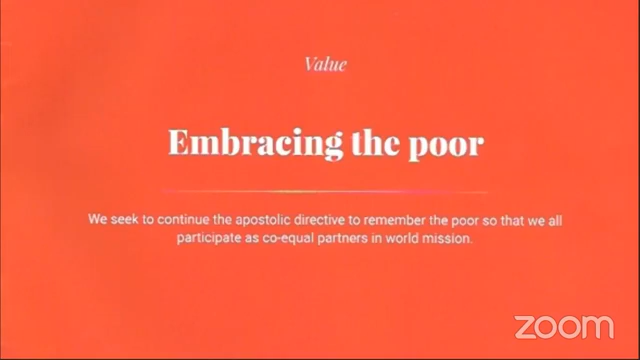 Value
Embracing the poor
We seek to continue the apostolic directive to remember the poor so that we all
participate as co-equal partners in world mission.
zoom